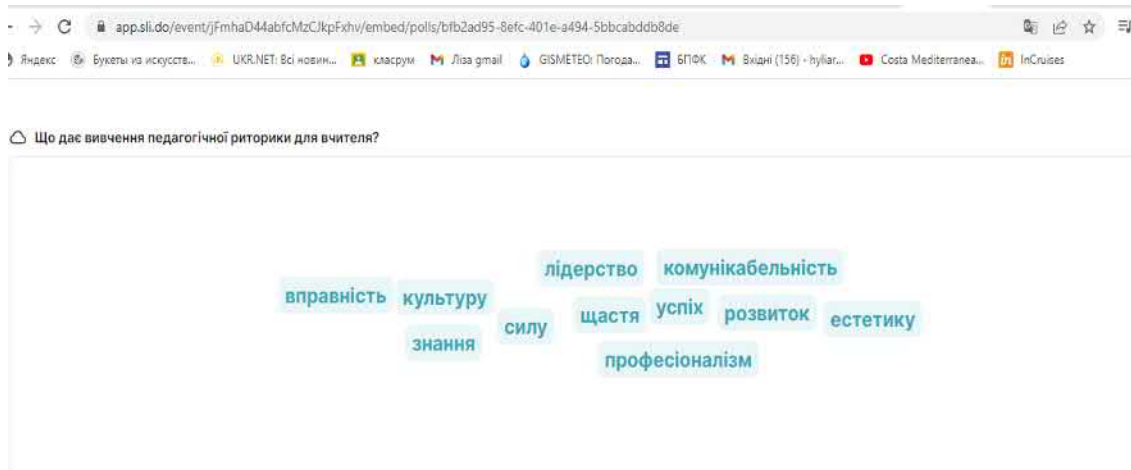 app.sli.do/event/jFmhaD44abfcMzCJkpFxhv/embed/polls/bfb2ad95-8efc-401e-a494-5bbcabddb8de
Яндекс Букеты из искусств... UKR.NET: Всі новин... класрум Ліза gmail GISMETEO: Погода... БПФК Вхідні (156) - hyliar... Costa Mediterranea... InCruises
Що дає вивчення педагогічної риторики для вчителя?
лідерство комунікабельність
вправність культуру
щастя успіх розвиток естетику
знання силу
професіоналізм